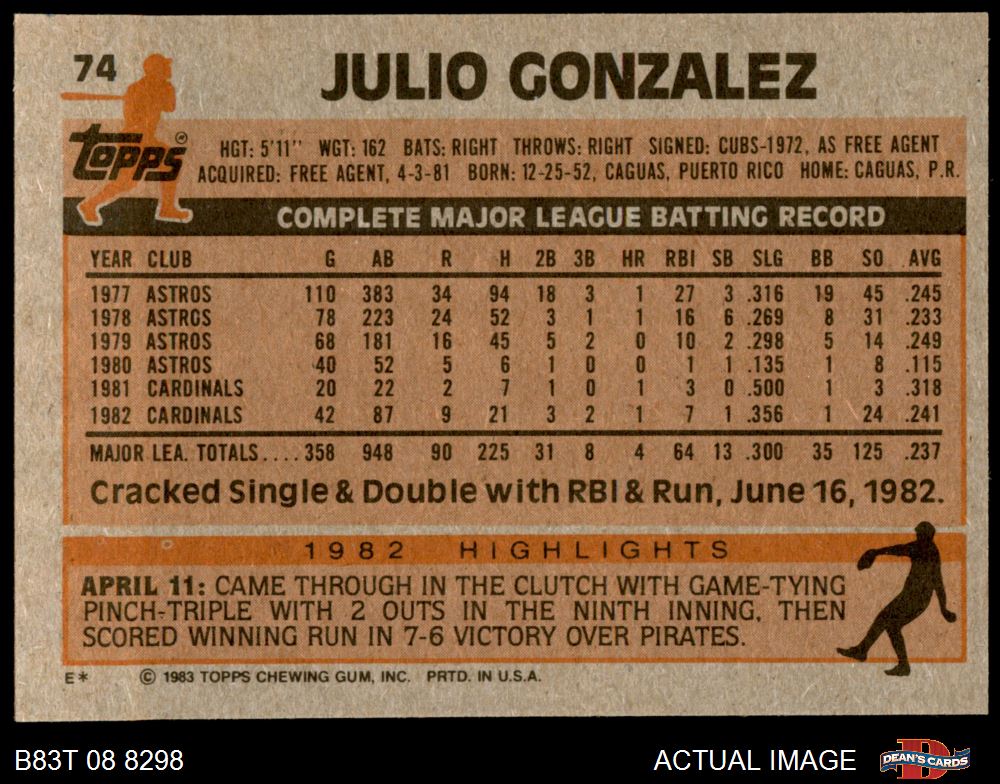 74
JULIO GONZALEZ
TOPPS ®
HGT: 5'11" WGT: 162 BATS: RIGHT THROWS: RIGHT SIGNED: CUBS-1972, AS FREE AGENT
ACQUIRED: FREE AGENT, 4-3-81 BORN: 12-25-52, CAGUAS, PUERTO RICO HOME: CAGUAS, P.R.
COMPLETE MAJOR LEAGUE BATTING RECORD
YEAR CLUB G AB R H 2B 3B HR RBI SB SLG BB SO AVG
1977 ASTROS 110 383 34 94 18 3 1 27 3 .316 19 45 .245
1978 ASTROS 78 223 24 52 3 1 1 16 6 .269 8 31 .233
1979 ASTROS 68 181 16 45 5 2 0 10 2 .298 5 14 .249
1980 ASTROS 40 52 5 6 1 0 0 1 1 .135 1 8 .115
1981 CARDINALS 20 22 2 7 1 0 1 3 0 .500 1 3 .318
1982 CARDINALS 42 87 9 21 3 2 1 7 1 .356 1 24 .241
MAJOR LEA. TOTALS....358 948 90 225 31 8 4 64 13 .300 35 125 .237
Cracked Single & Double with RBI & Run, June 16, 1982.
1982 HIGHLIGHTS
APRIL 11: CAME THROUGH IN THE CLUTCH WITH GAME-TYING
PINCH-TRIPLE WITH 2 OUTS IN THE NINTH INNING, THEN
SCORED WINNING RUN IN 7-6 VICTORY OVER PIRATES.
E* © 1983 TOPPS CHEWING GUM, INC. PRTD. IN U.S.A.
B83T 08 8298 ACTUAL IMAGE
D
DEAN'S CARDS